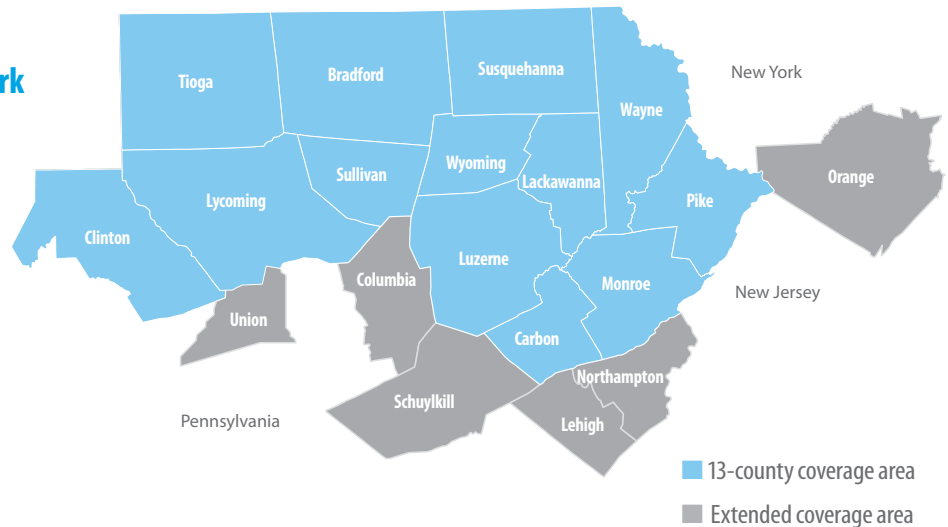 rk
Tioga
Bradford
Susquehanna
New York
Wayne
Wyoming
Sullivan
Lackawanna
Orange
Lycoming
Pike
Clinton
Luzerne
Columbia
Monroe
New Jersey
Union
Carbon
Northampton
Schuylkill
Pennsylvania
Lehigh
13-county coverage area
Extended coverage area